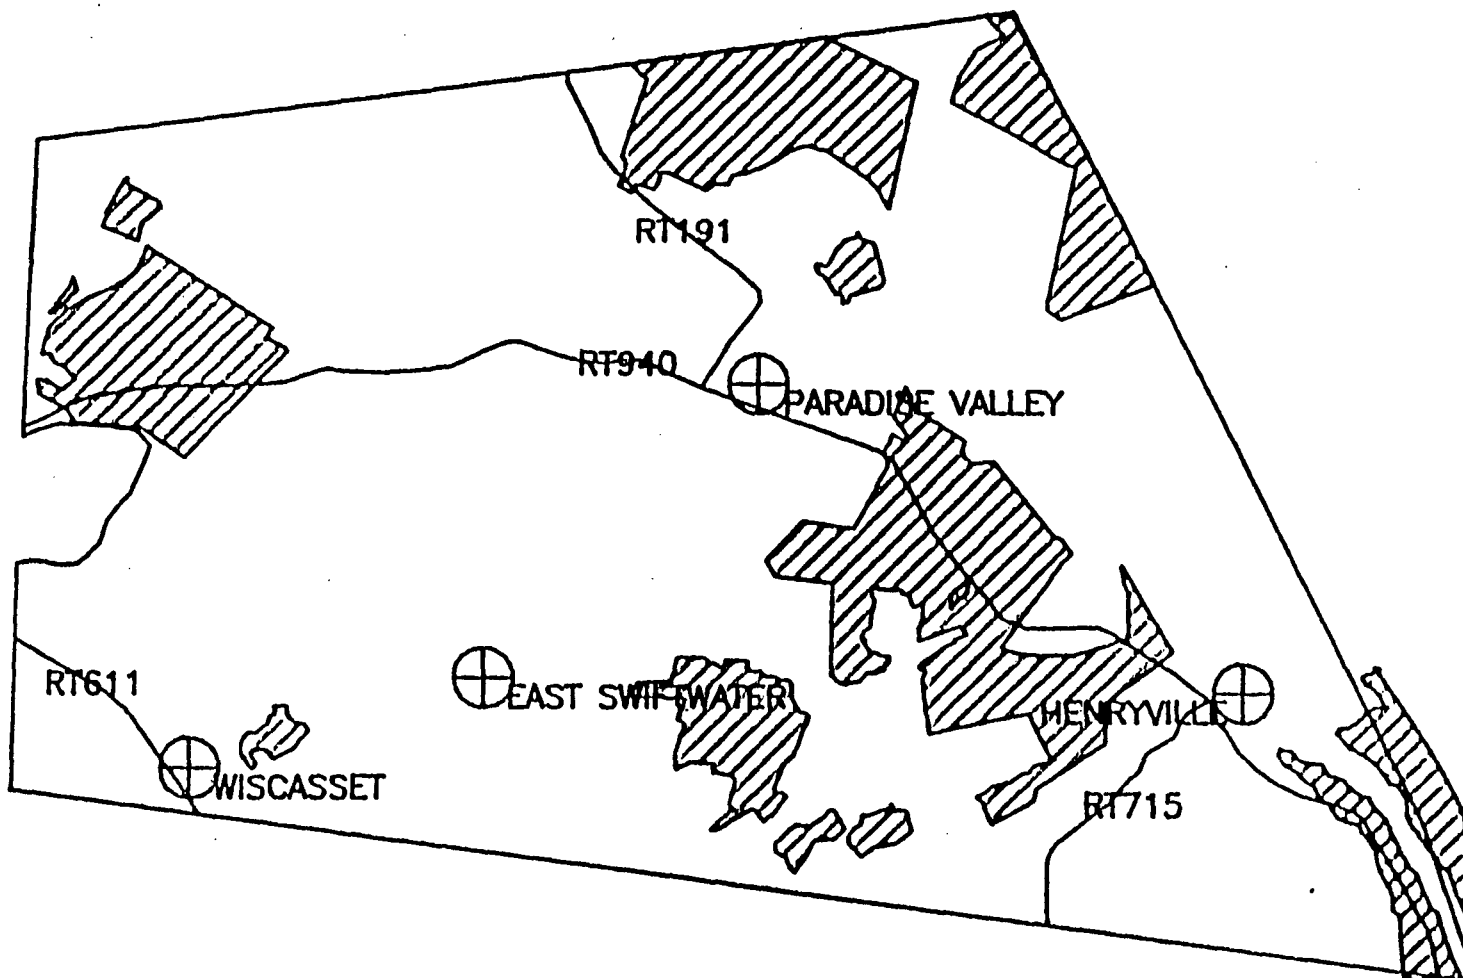 RT191
RT940
PARADISE VALLEY
RT611
EAST SWIFTWATER
HENRYVILLE
WISCASSET
RT715